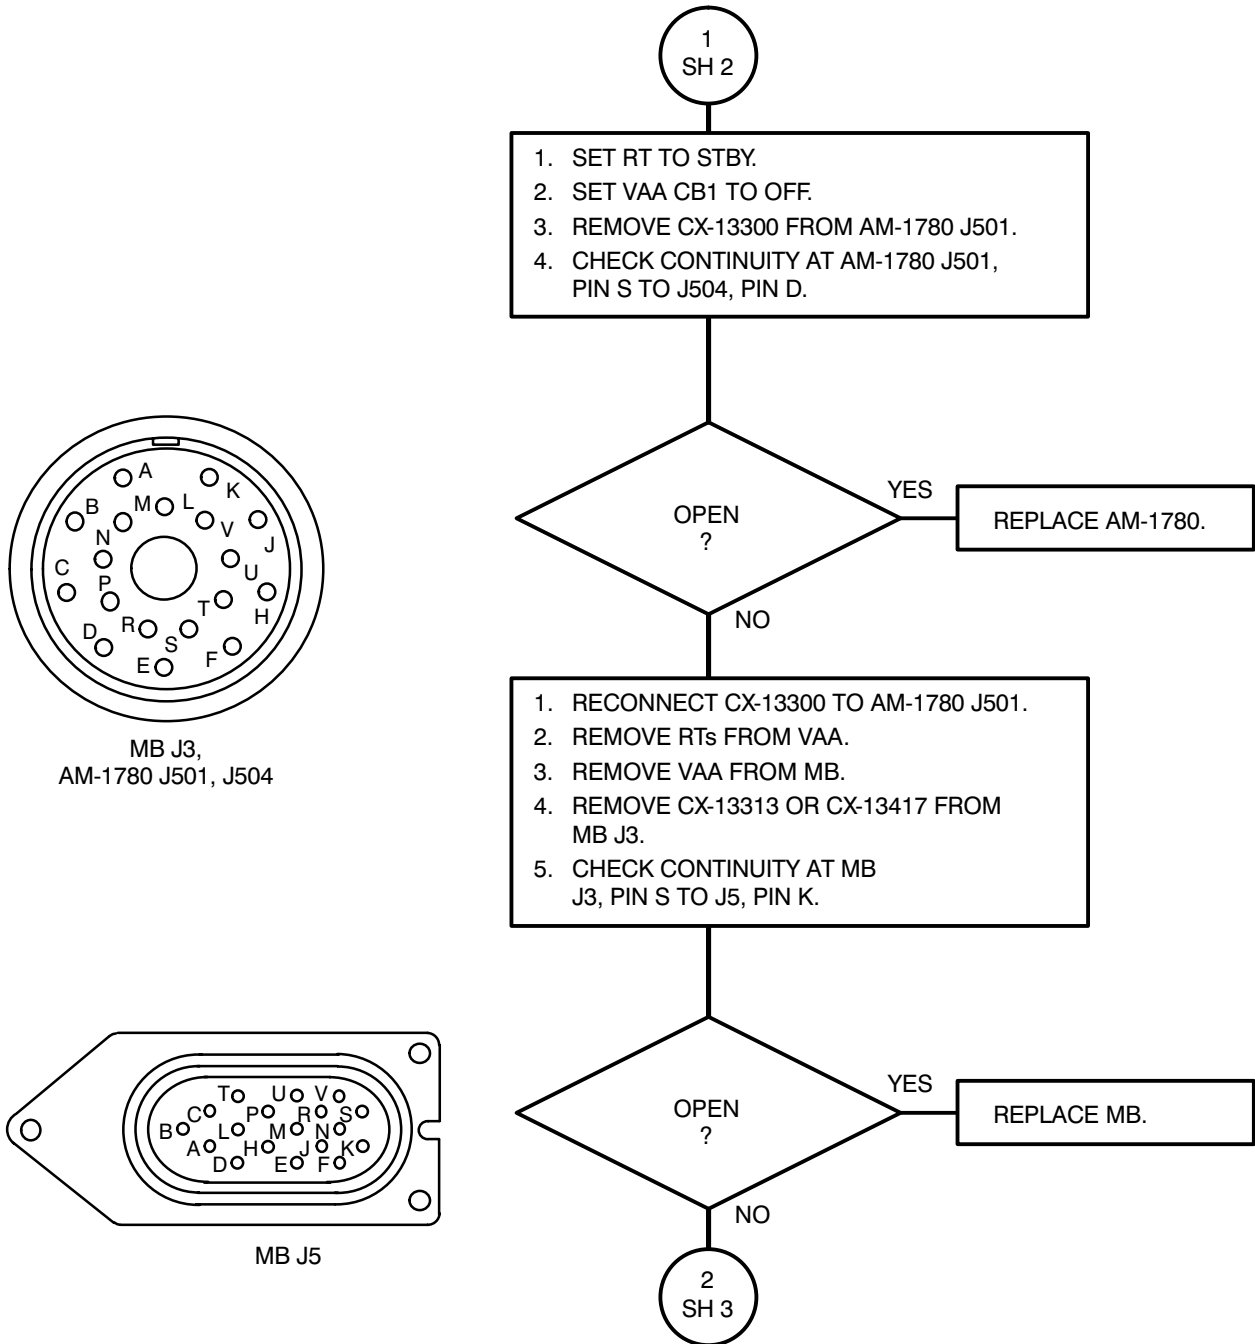 1
SH 2
1. SET RT TO STBY.
2. SET VAA CB1 TO OFF.
3. REMOVE CX-13300 FROM AM-1780 J501.
4. CHECK CONTINUITY AT AM-1780 J501,
PIN S TO J504, PIN D.
OPEN
?
YES
REPLACE AM-1780.
NO
A
K
B
M
L
J
N
V
C
U
P
T
H
D
R
S
F
E
MB J3,
AM-1780 J501, J504
1. RECONNECT CX-13300 TO AM-1780 J501.
2. REMOVE RTs FROM VAA.
3. REMOVE VAA FROM MB.
4. REMOVE CX-13313 OR CX-13417 FROM
MB J3.
5. CHECK CONTINUITY AT MB
J3, PIN S TO J5, PIN K.
OPEN
?
YES
REPLACE MB.
NO
T U V
C P R S
B L M N
A H J K
D E F
MB J5
2
SH 3